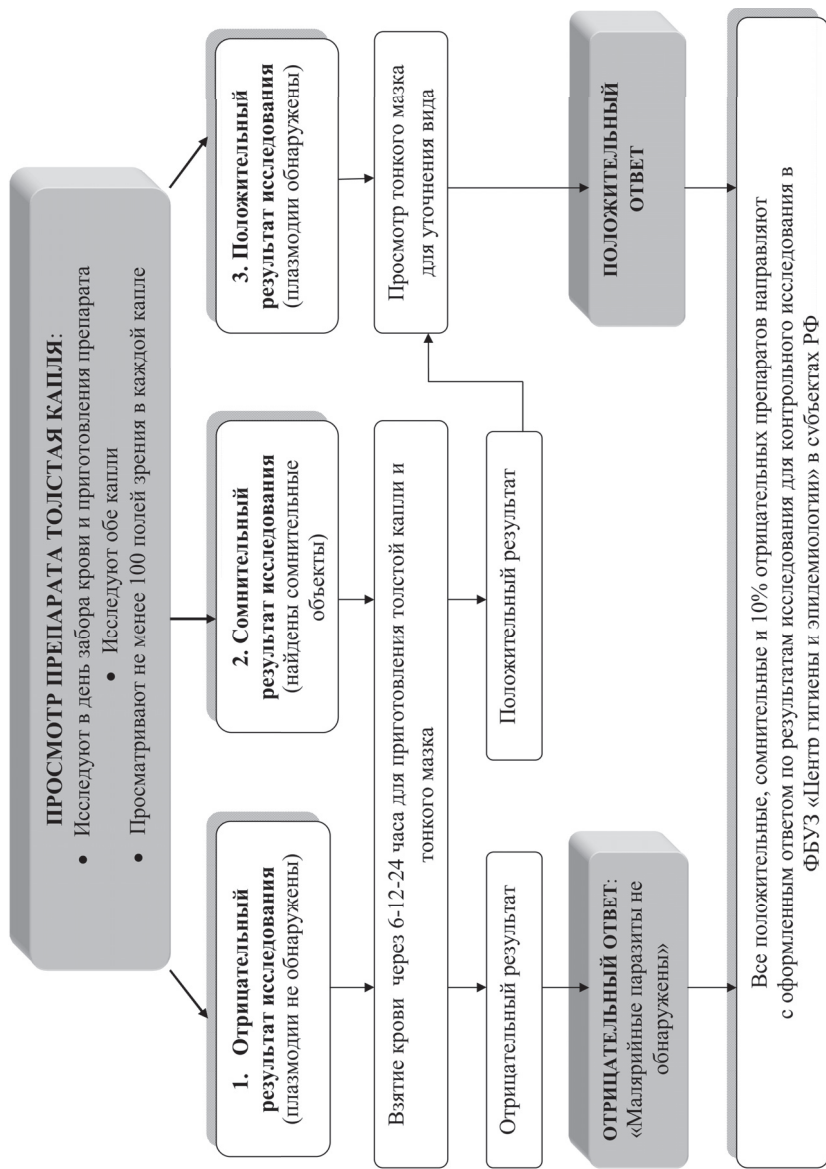 ПРОСМОТР ПРЕПАРАТА ТОЛСТАЯ КАПЛЯ:
• Исследуют в день забора крови и приготовления препарата
• Исследуют обе капли
• Просматривают не менее 100 полей зрения в каждой капле
1. Отрицательный
результат исследования
(плазмодии не обнаружены)
2. Сомнительный
результат исследования
(найдены сомнительные
объекты)
3. Положительный
результат исследования
(плазмодии обнаружены)
Взятие крови через 6-12-24 часа для приготовления толстой капли и
тонкого мазка
Просмотр тонкого мазка
для уточнения вида
Отрицательный результат
Положительный результат
ОТРИЦАТЕЛЬНЫЙ ОТВЕТ:
«Малярийные паразиты не
обнаружены»
ПОЛОЖИТЕЛЬНЫЙ
ОТВЕТ
Все положительные, сомнительные и 10% отрицательных препаратов направляют
с оформленным ответом по результатам исследования для контрольного исследования в
ФБУЗ «Центр гигиены и эпидемиологии» в субъектах РФ